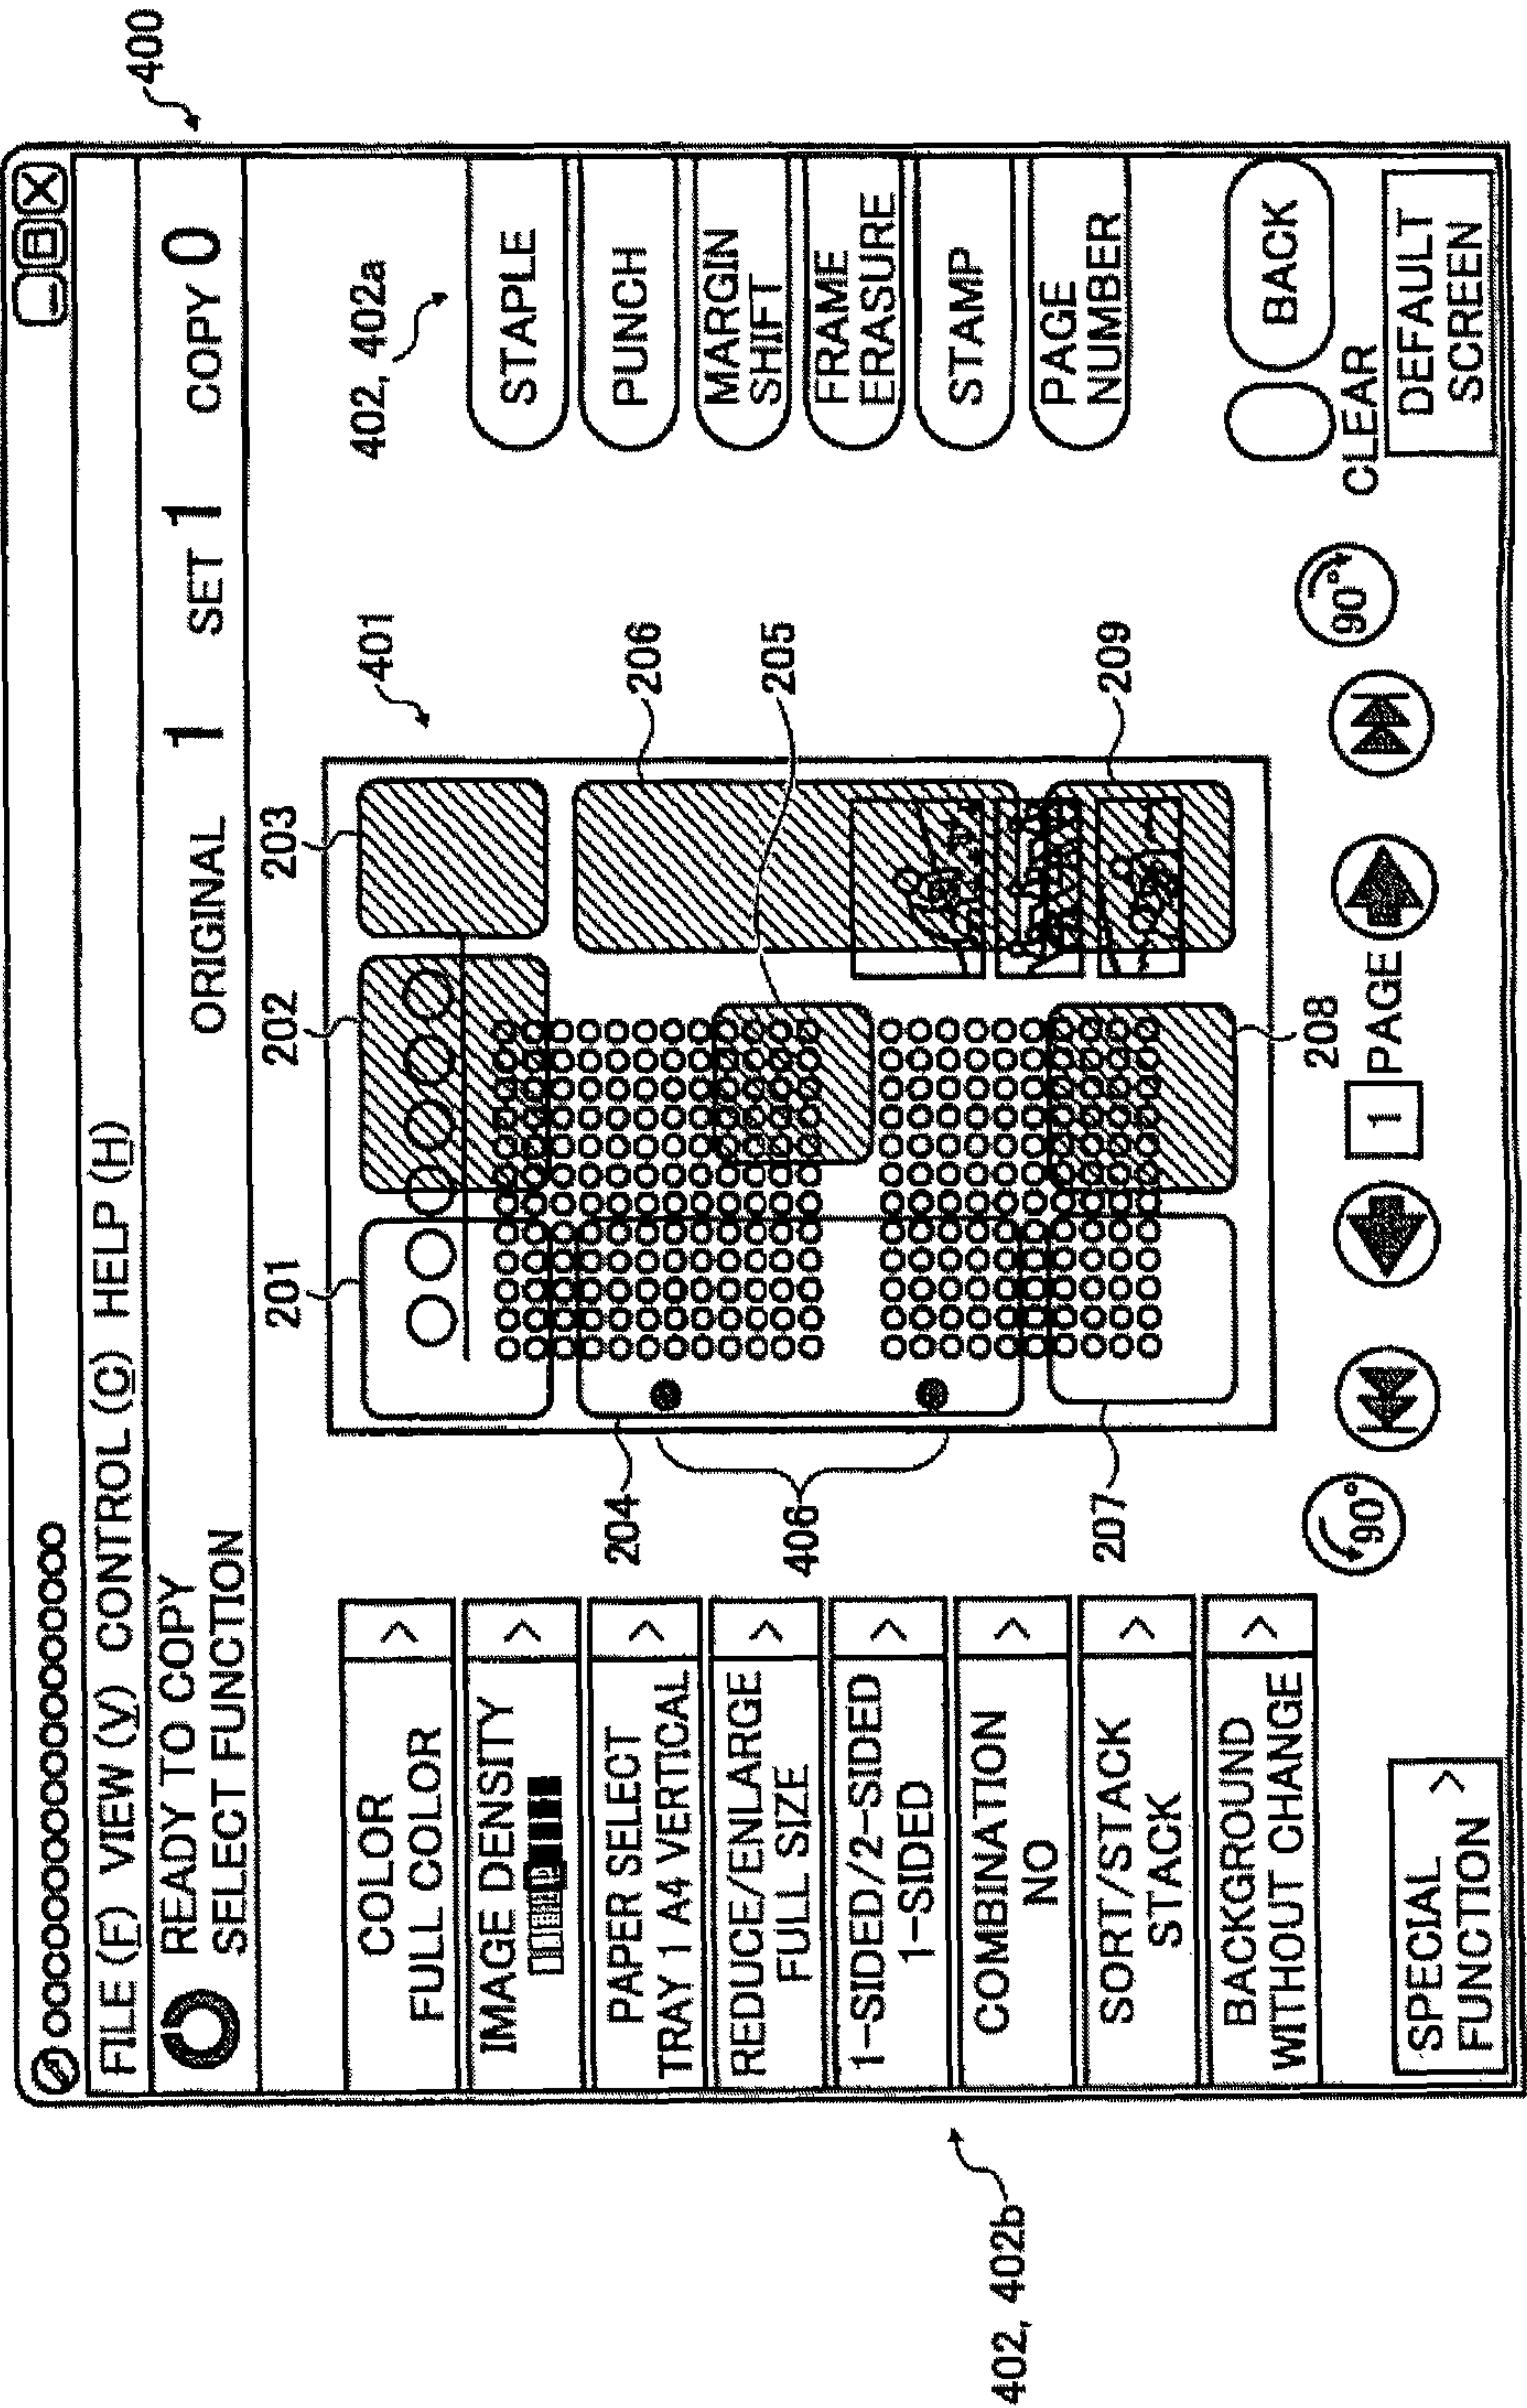 400
OOOOOOOOOOOOOOOOOO
FILE (F) VIEW (V) CONTROL (C) HELP (H)
READY TO COPY
SELECT FUNCTION
ORIGINAL 1 SET 1 COPY 0
COLOR >
FULL COLOR
IMAGE DENSITY >
PAPER SELECT >
TRAY 1 A4 VERTICAL
REDUCE/ENLARGE >
FULL SIZE
1-SIDED/2-SIDED >
1-SIDED
COMBINATION >
NO
SORT/STACK >
STACK
BACKGROUND >
WITHOUT CHANGE
SPECIAL
FUNCTION >
402, 402b
201
202
203
401
204
406
207
206
205
209
208
402, 402a
STAPLE
PUNCH
MARGIN
SHIFT
FRAME
ERASURE
STAMP
PAGE
NUMBER
BACK
CLEAR
DEFAULT
SCREEN
90°
1 PAGE
90°